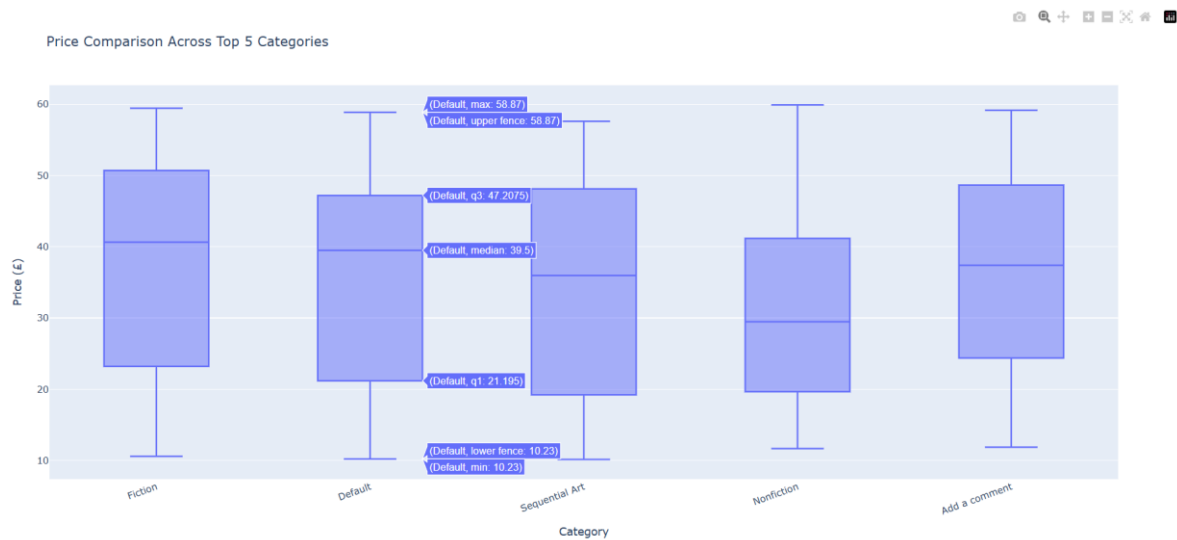 Price Comparison Across Top 5 Categories
60
50
40
30
20
10
Price (£)
(Default, max: 58.87)
(Default, upper fence: 58.87)
(Default, q3: 47.2075)
(Default, median: 39.5)
(Default, q1: 21.195)
(Default, lower fence: 10.23)
(Default, min: 10.23)
Fiction
Default
Sequential Art
Nonfiction
Add a comment
Category